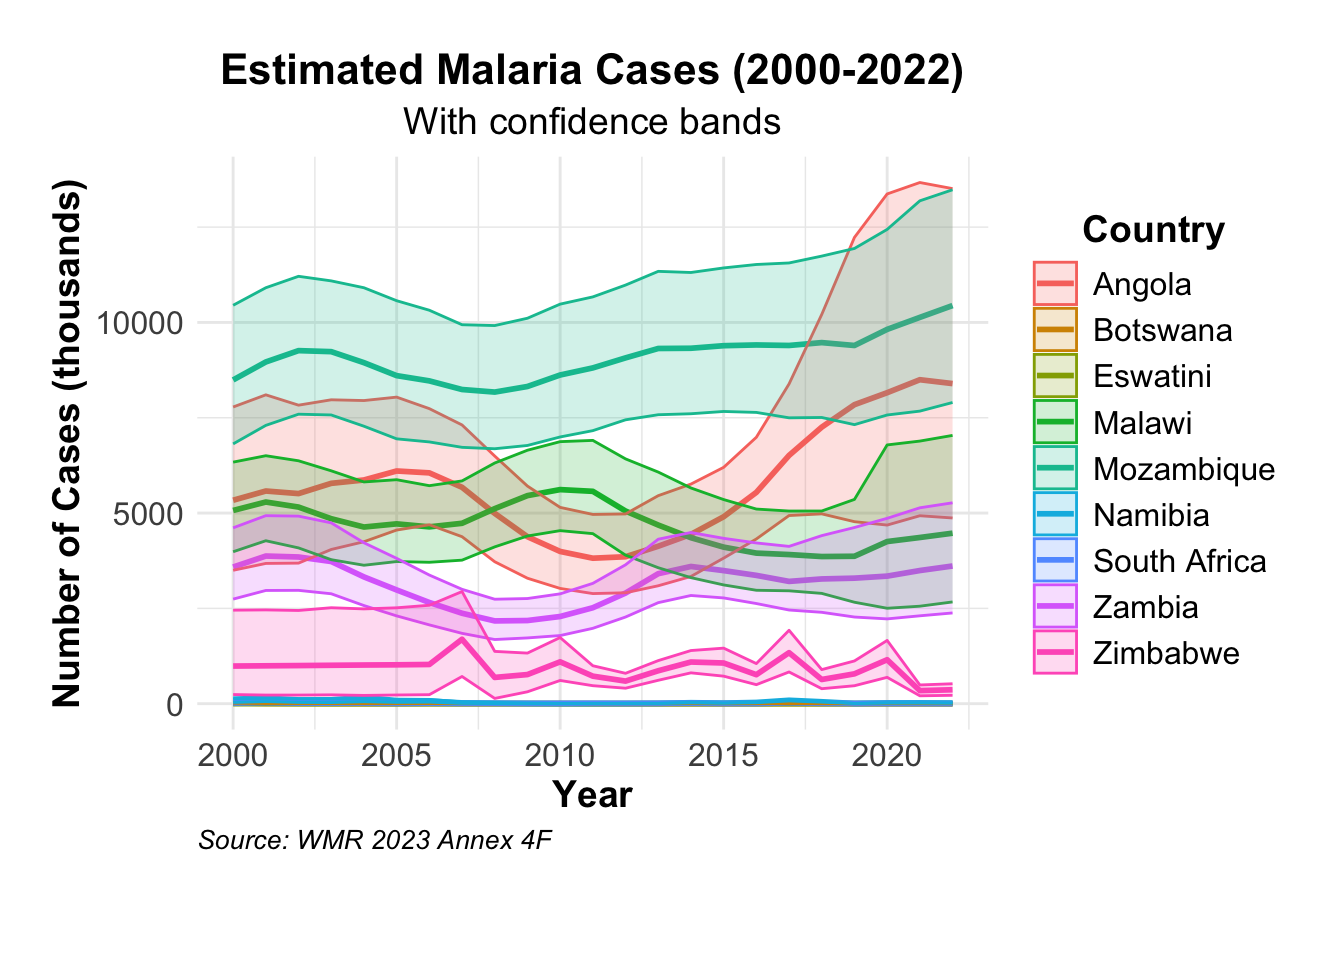 Estimated Malaria Cases (2000-2022)
With confidence bands
Number of Cases (thousands)
10000
5000
0
2000 2005 2010 2015 2020
Year
Source: WMR 2023 Annex 4F
Country
Angola
Botswana
Eswatini
Malawi
Mozambique
Namibia
South Africa
Zambia
Zimbabwe